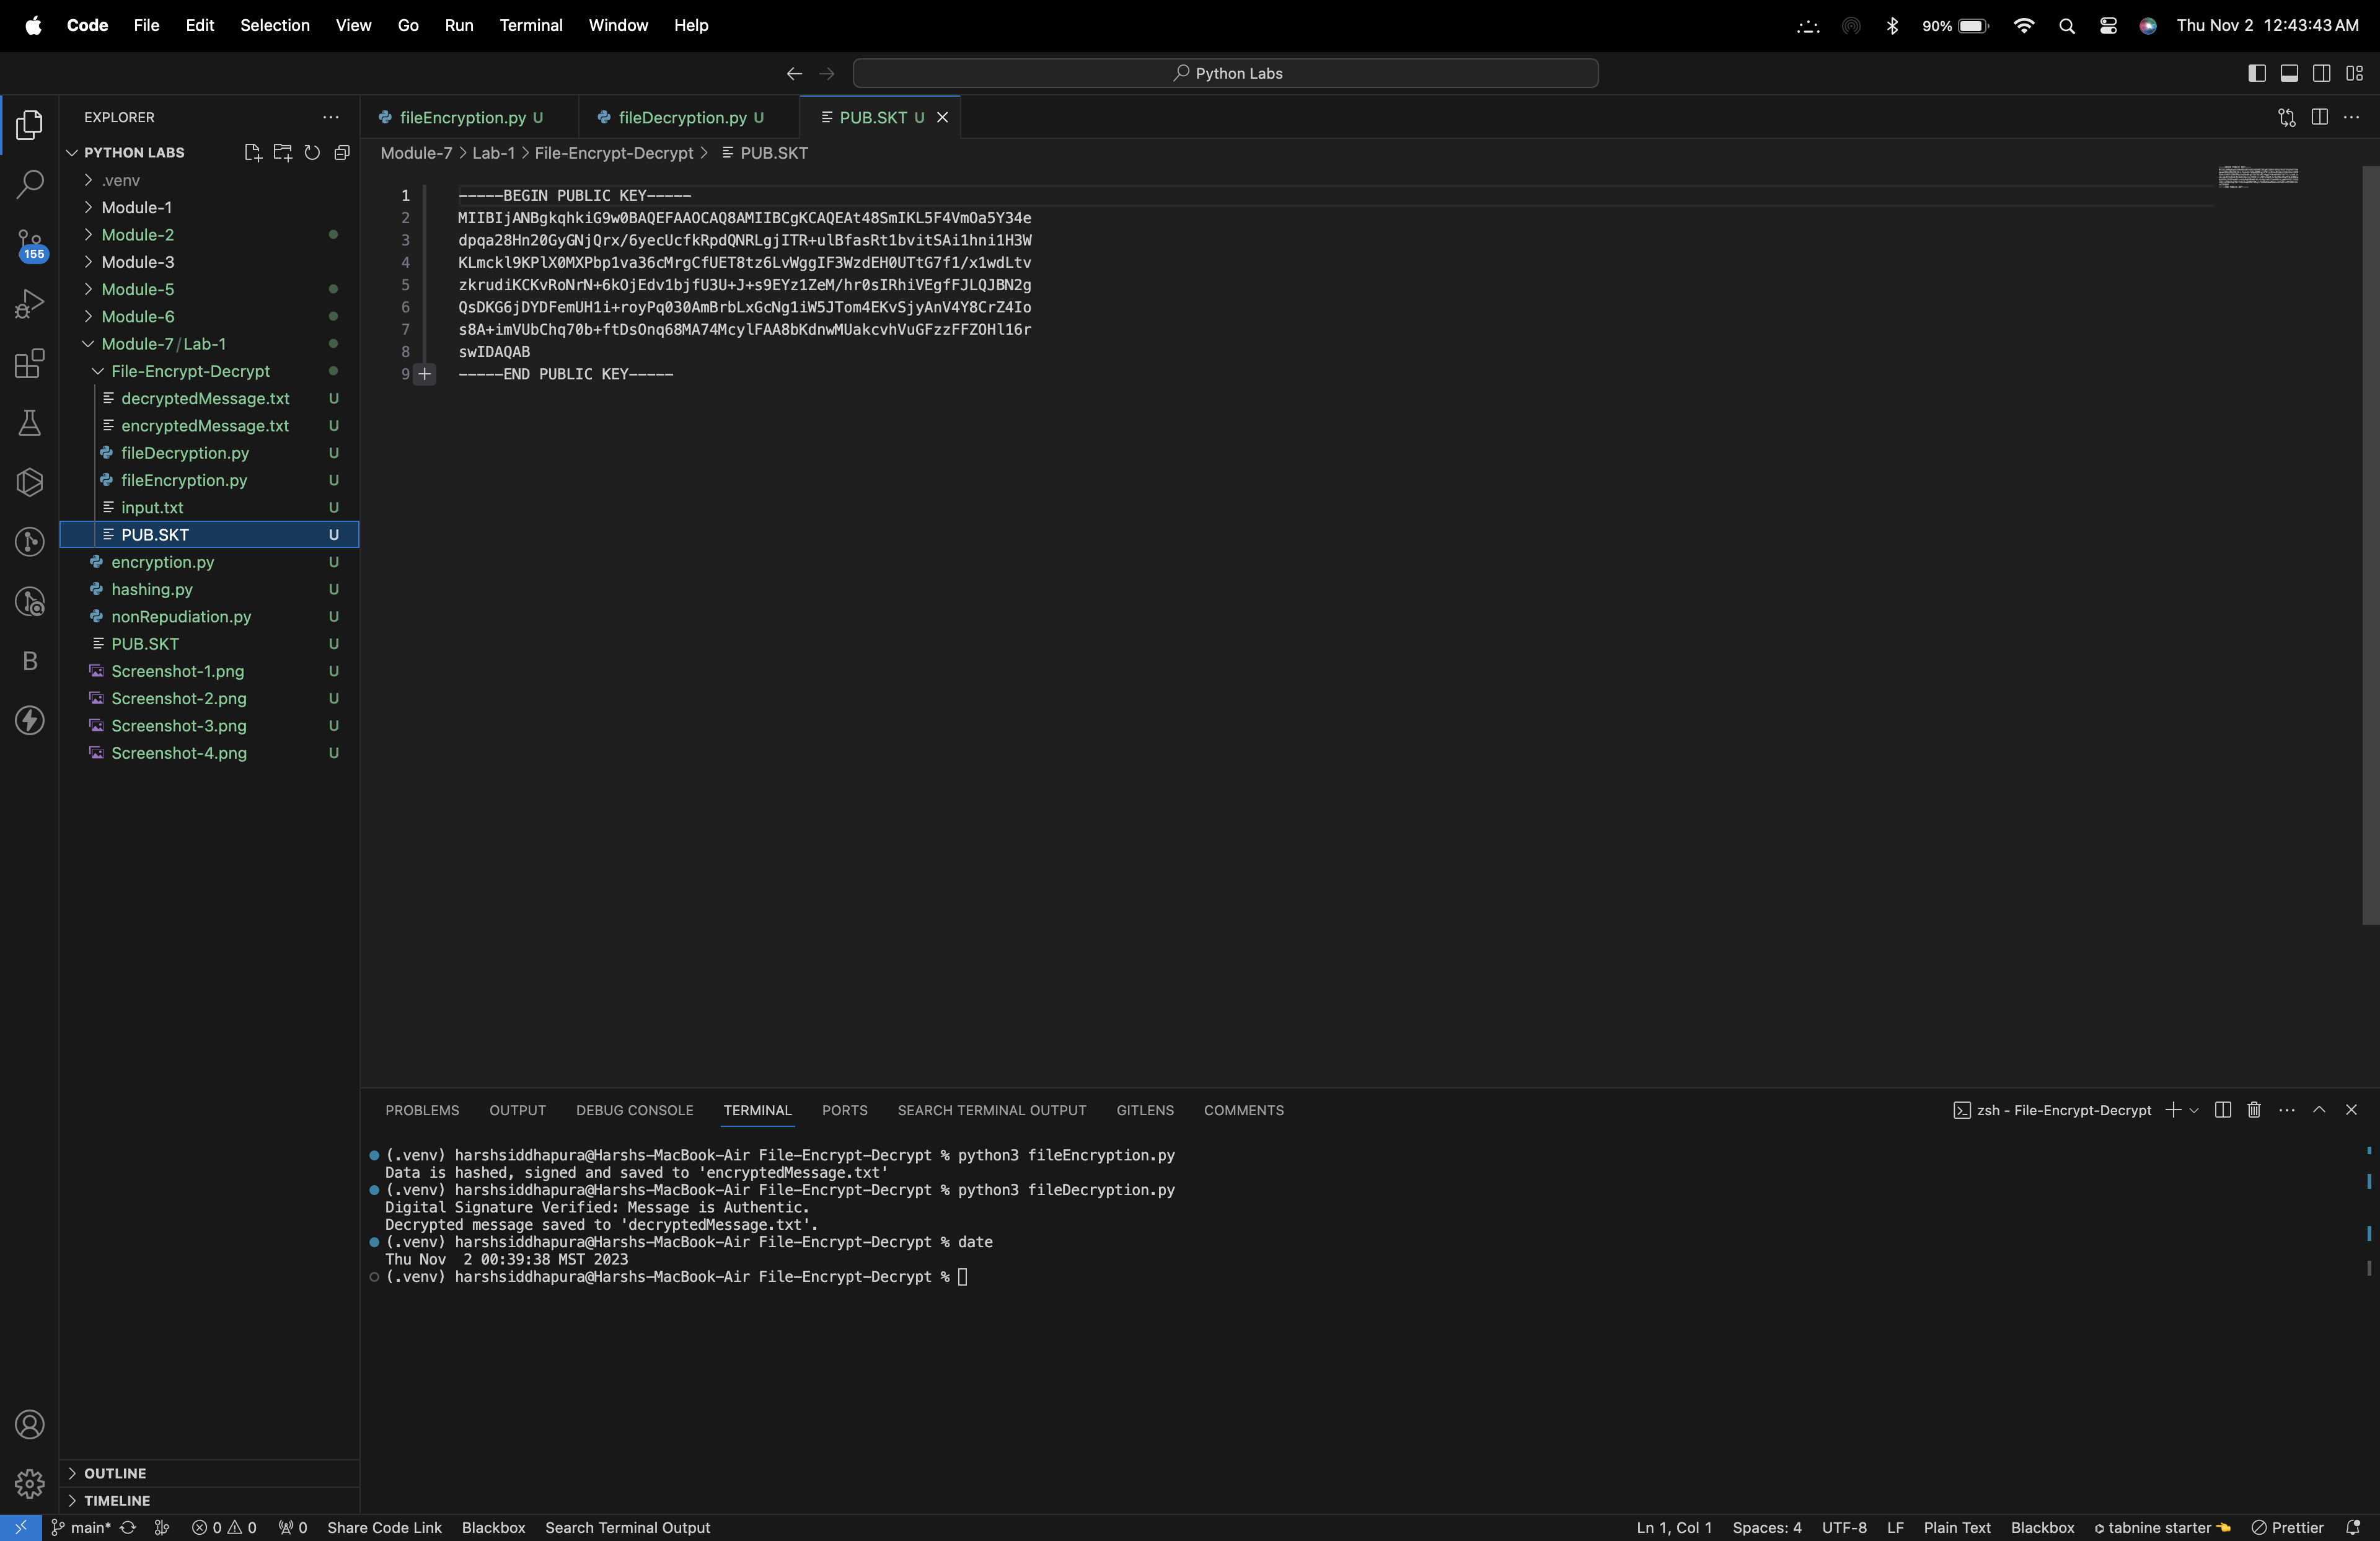 Code File Edit Selection View Go Run Terminal Window Help 90% Thu Nov 2 12:43:43 AM
Python Labs
EXPLORER
PYTHON LABS
.venv
Module-1
Module-2
Module-3
Module-5
Module-6
Module-7/Lab-1
File-Encrypt-Decrypt
decryptedMessage.txt U
encryptedMessage.txt U
fileDecryption.py U
fileEncryption.py U
input.txt U
PUB.SKT U
encryption.py U
hashing.py U
nonRepudiation.py U
PUB.SKT U
Screenshot-1.png U
Screenshot-2.png U
Screenshot-3.png U
Screenshot-4.png U
OUTLINE
TIMELINE
155
B
fileEncryption.py U fileDecryption.py U PUB.SKT U
Module-7 > Lab-1 > File-Encrypt-Decrypt > PUB.SKT
1 -----BEGIN PUBLIC KEY-----
2 MIIBIjANBgkqhkiG9w0BAQEFAAOCAQ8AMIIBCgKCAQEAt48SmIKL5F4VmOa5Y34e
3 dpqa28Hn20GyGNjQrx/6yecUcfkRpdQNRLgjITR+ulBfasRt1bvitSAi1hni1H3W
4 KLmckl9KPlX0MXPbp1va36cMrgCfUET8tz6LvWggIF3WzdEH0UTtG7f1/x1wdLtv
5 zkrudiKCKvRoNrN+6kOjEdv1bjfU3U+J+s9EYz1ZeM/hr0sIRhiVEgfFJLQJBN2g
6 QsDKG6jDYDFemUH1i+royPq030AmBrbLxGcNg1iW5JTom4EKvSjyAnV4Y8CrZ4Io
7 s8A+imVUbChq70b+ftDsOnq68MA74McylFAA8bKdnwMUakcvhVuGFzzFFZOHl16r
8 swIDAQAB
9 -----END PUBLIC KEY-----
PROBLEMS OUTPUT DEBUG CONSOLE TERMINAL PORTS SEARCH TERMINAL OUTPUT GITLENS COMMENTS zsh - File-Encrypt-Decrypt
(.venv) harshsiddhapura@Harshs-MacBook-Air File-Encrypt-Decrypt % python3 fileEncryption.py
Data is hashed, signed and saved to 'encryptedMessage.txt'
(.venv) harshsiddhapura@Harshs-MacBook-Air File-Encrypt-Decrypt % python3 fileDecryption.py
Digital Signature Verified: Message is Authentic.
Decrypted message saved to 'decryptedMessage.txt'.
(.venv) harshsiddhapura@Harshs-MacBook-Air File-Encrypt-Decrypt % date
Thu Nov  2 00:39:38 MST 2023
(.venv) harshsiddhapura@Harshs-MacBook-Air File-Encrypt-Decrypt %
main* 0 0 0 Share Code Link Blackbox Search Terminal Output Ln 1, Col 1 Spaces: 4 UTF-8 LF Plain Text Blackbox tabnine starter Prettier